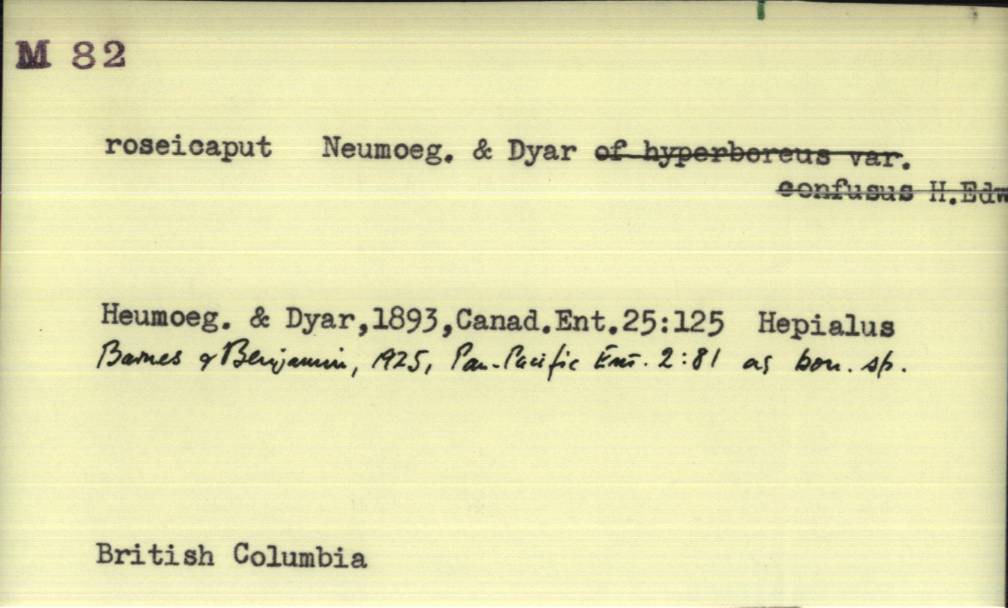 M 82
roseicaput Neumoeg. & Dyar of hyperboreus var.
confusus H.Edw
Heumoeg. & Dyar,1893,Canad.Ent.25:125 Hepialus
Barnes & Benjamin, 1925, Pan-Pacific Ent. 2:81 as bon. sp.
British Columbia